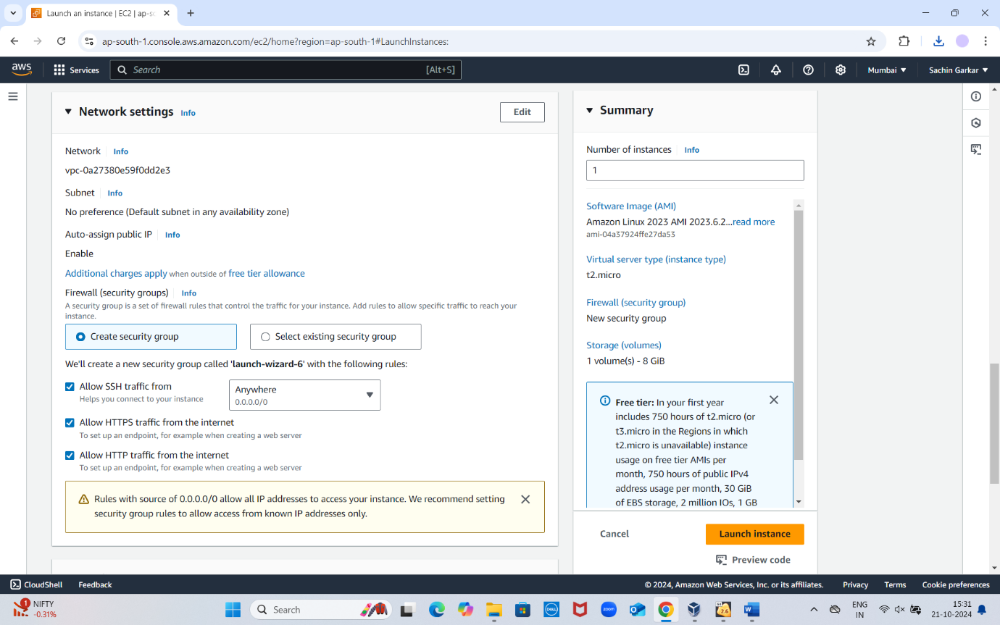 Launch an instance | EC2 | ap-so
ap-south-1.console.aws.amazon.com/ec2/home?region=ap-south-1#LaunchInstances:
aws
Services
Search
[Alt+S]
Mumbai
Sachin Garkar
Network settings Info
Edit
Network Info
vpc-0a27380e59f0dd2e3
Subnet Info
No preference (Default subnet in any availability zone)
Auto-assign public IP Info
Enable
Additional charges apply when outside of free tier allowance
Firewall (security groups) Info
A security group is a set of firewall rules that control the traffic for your instance. Add rules to allow specific traffic to reach your
instance.
Create security group
Select existing security group
We'll create a new security group called 'launch-wizard-6' with the following rules:
Allow SSH traffic from
Helps you connect to your instance
Anywhere
0.0.0.0/0
Allow HTTPS traffic from the internet
To set up an endpoint, for example when creating a web server
Allow HTTP traffic from the internet
To set up an endpoint, for example when creating a web server
Rules with source of 0.0.0.0/0 allow all IP addresses to access your instance. We recommend setting
security group rules to allow access from known IP addresses only.
Summary
Number of instances Info
1
Software Image (AMI)
Amazon Linux 2023 AMI 2023.6.2...read more
ami-04a37924ffe27da53
Virtual server type (instance type)
t2.micro
Firewall (security group)
New security group
Storage (volumes)
1 volume(s) - 8 GiB
Free tier: In your first year
includes 750 hours of t2.micro (or
t3.micro in the Regions in which
t2.micro is unavailable) instance
usage on free tier AMIs per
month, 750 hours of public IPv4
address usage per month, 30 GiB
of EBS storage, 2 million IOs, 1 GB
Cancel
Launch instance
Preview code
CloudShell
Feedback
© 2024, Amazon Web Services, Inc. or its affiliates.
Privacy
Terms
Cookie preferences
1
NIFTY
-0.31%
Search
DELL
zoom
2.6
W
ENG
IN
15:31
21-10-2024